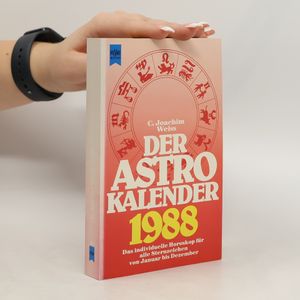 C. Joachim
Weiss
DER
ASTRO
KALENDER
1988
Das individuelle Horoskop für
alle Sternzeichen
von Januar bis Dezember